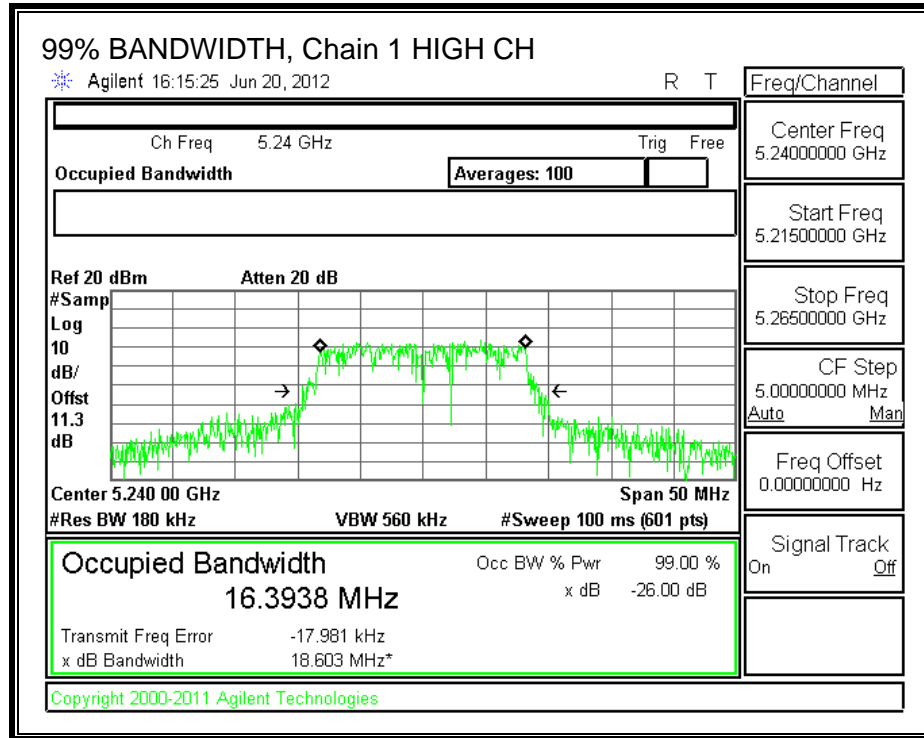 99% BANDWIDTH, Chain 1 HIGH CH
Agilent 16:15:25 Jun 20, 2012 R T
Ch Freq 5.24 GHz Trig Free
Occupied Bandwidth Averages: 100
Ref 20 dBm Atten 20 dB
#Samp
Log
10
dB/
Offst
11.3
dB
Center 5.240 00 GHz Span 50 MHz
#Res BW 180 kHz VBW 560 kHz #Sweep 100 ms (601 pts)
Occupied Bandwidth Occ BW % Pwr 99.00 %
16.3938 MHz x dB -26.00 dB
Transmit Freq Error -17.981 kHz
x dB Bandwidth 18.603 MHz*
Copyright 2000-2011 Agilent Technologies
Freq/Channel
Center Freq
5.24000000 GHz
Start Freq
5.21500000 GHz
Stop Freq
5.26500000 GHz
CF Step
5.00000000 MHz
Auto Man
Freq Offset
0.00000000 Hz
Signal Track
On Off